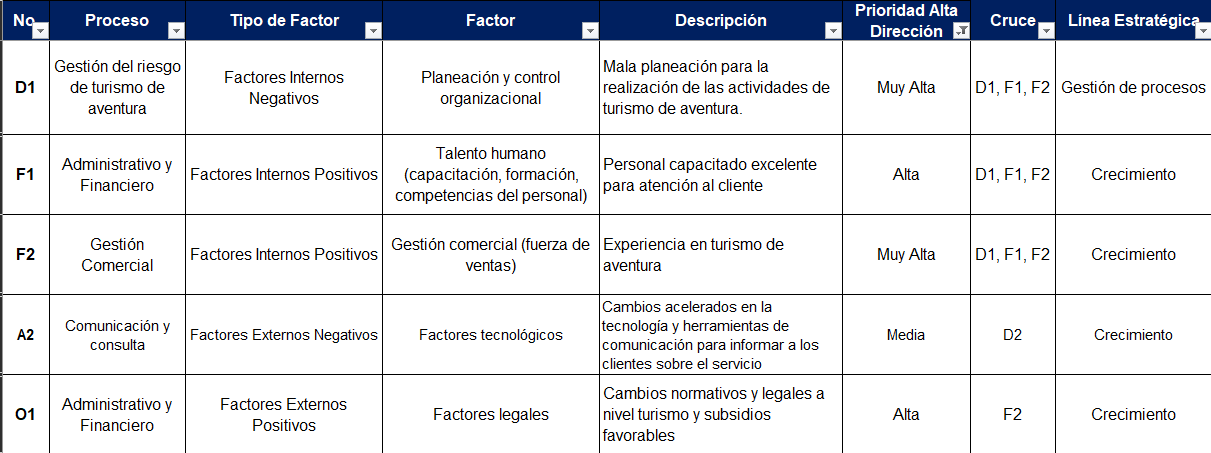 No. Proceso Tipo de Factor Factor Descripción Prioridad Alta Dirección Cruce Línea Estratégica
D1
Gestión del riesgo
de turismo de
aventura
Factores Internos
Negativos
Planeación y control
organizacional
Mala planeación para la
realización de las actividades de
turismo de aventura.
Muy Alta
D1, F1, F2
Gestión de procesos
F1
Administrativo y
Financiero
Factores Internos Positivos
Talento humano
(capacitación, formación,
competencias del personal)
Personal capacitado excelente
para atención al cliente
Alta
D1, F1, F2
Crecimiento
F2
Gestión
Comercial
Factores Internos Positivos
Gestión comercial (fuerza de
ventas)
Experiencia en turismo de
aventura
Muy Alta
D1, F1, F2
Crecimiento
A2
Comunicación y
consulta
Factores Externos Negativos
Factores tecnológicos
Cambios acelerados en la
tecnología y herramientas de
comunicación para informar a los
clientes sobre el servicio
Media
D2
Crecimiento
O1
Administrativo y
Financiero
Factores Externos
Positivos
Factores legales
Cambios normativos y legales a
nivel turismo y subsidios
favorables
Alta
F2
Crecimiento